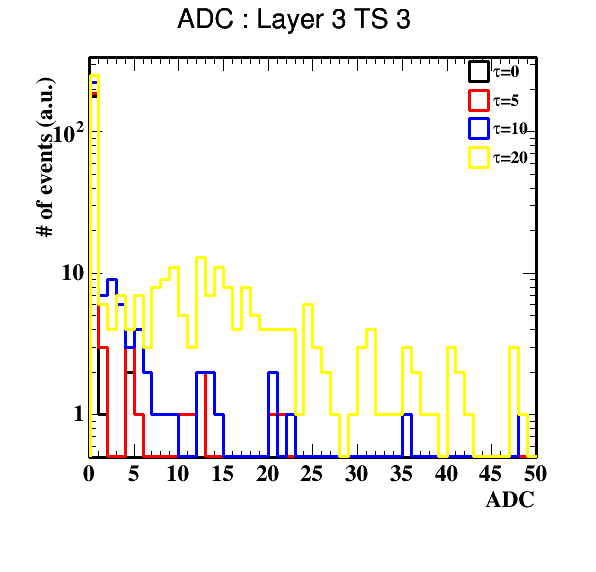 ADC : Layer 3 TS 3
# of events (a.u.)
10²
10
1
τ=0
τ=5
τ=10
τ=20
0 5 10 15 20 25 30 35 40 45 50
ADC